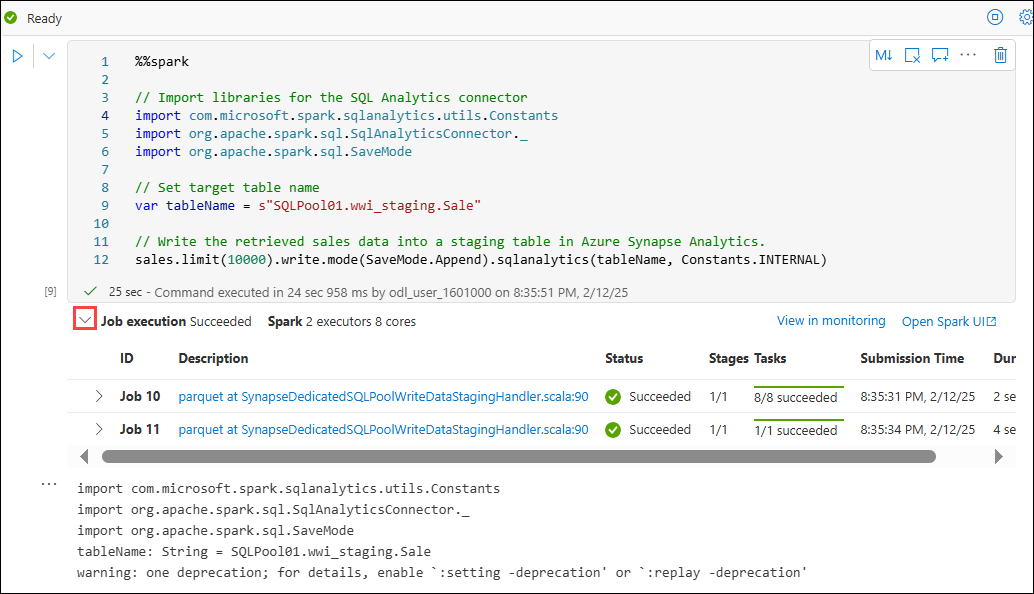 Ready
M↓
1 %%spark
2
3 // Import libraries for the SQL Analytics connector
4 import com.microsoft.spark.sqlanalytics.utils.Constants
5 import org.apache.spark.sql.SqlAnalyticsConnector._
6 import org.apache.spark.sql.SaveMode
7
8 // Set target table name
9 var tableName = s"SQLPool01.wwi_staging.Sale"
10
11 // Write the retrieved sales data into a staging table in Azure Synapse Analytics.
12 sales.limit(10000).write.mode(SaveMode.Append).sqlanalytics(tableName, Constants.INTERNAL)
[9] 25 sec - Command executed in 24 sec 958 ms by odl_user_1601000 on 8:35:51 PM, 2/12/25
Job execution Succeeded Spark 2 executors 8 cores View in monitoring Open Spark UI
ID Description Status Stages Tasks Submission Time Dur
Job 10 parquet at SynapseDedicatedSQLPoolWriteDataStagingHandler.scala:90 Succeeded 1/1 8/8 succeeded 8:35:31 PM, 2/12/25 2 se
Job 11 parquet at SynapseDedicatedSQLPoolWriteDataStagingHandler.scala:90 Succeeded 1/1 1/1 succeeded 8:35:34 PM, 2/12/25 4 se
import com.microsoft.spark.sqlanalytics.utils.Constants
import org.apache.spark.sql.SqlAnalyticsConnector._
import org.apache.spark.sql.SaveMode
tableName: String = SQLPool01.wwi_staging.Sale
warning: one deprecation; for details, enable `:setting -deprecation' or `:replay -deprecation'